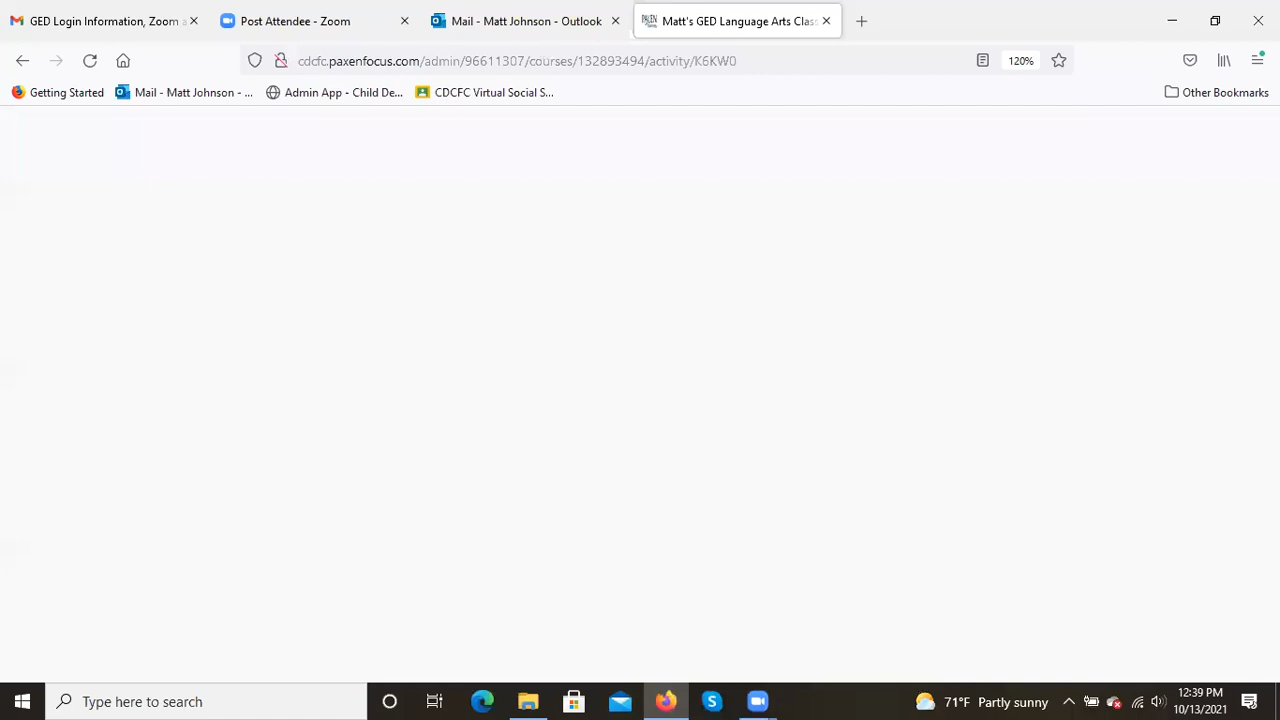 GED Login Information, Zoom a
Post Attendee - Zoom
Mail - Matt Johnson - Outlook
PAXEN
Matt's GED Language Arts Clas
cdcfc.paxenfocus.com/admin/96611307/courses/132893494/activity/K6KW0
120%
Getting Started
Mail - Matt Johnson - ...
Admin App - Child De...
CDCFC Virtual Social S...
Other Bookmarks
Type here to search
71°F Partly sunny
12:39 PM
10/13/2021